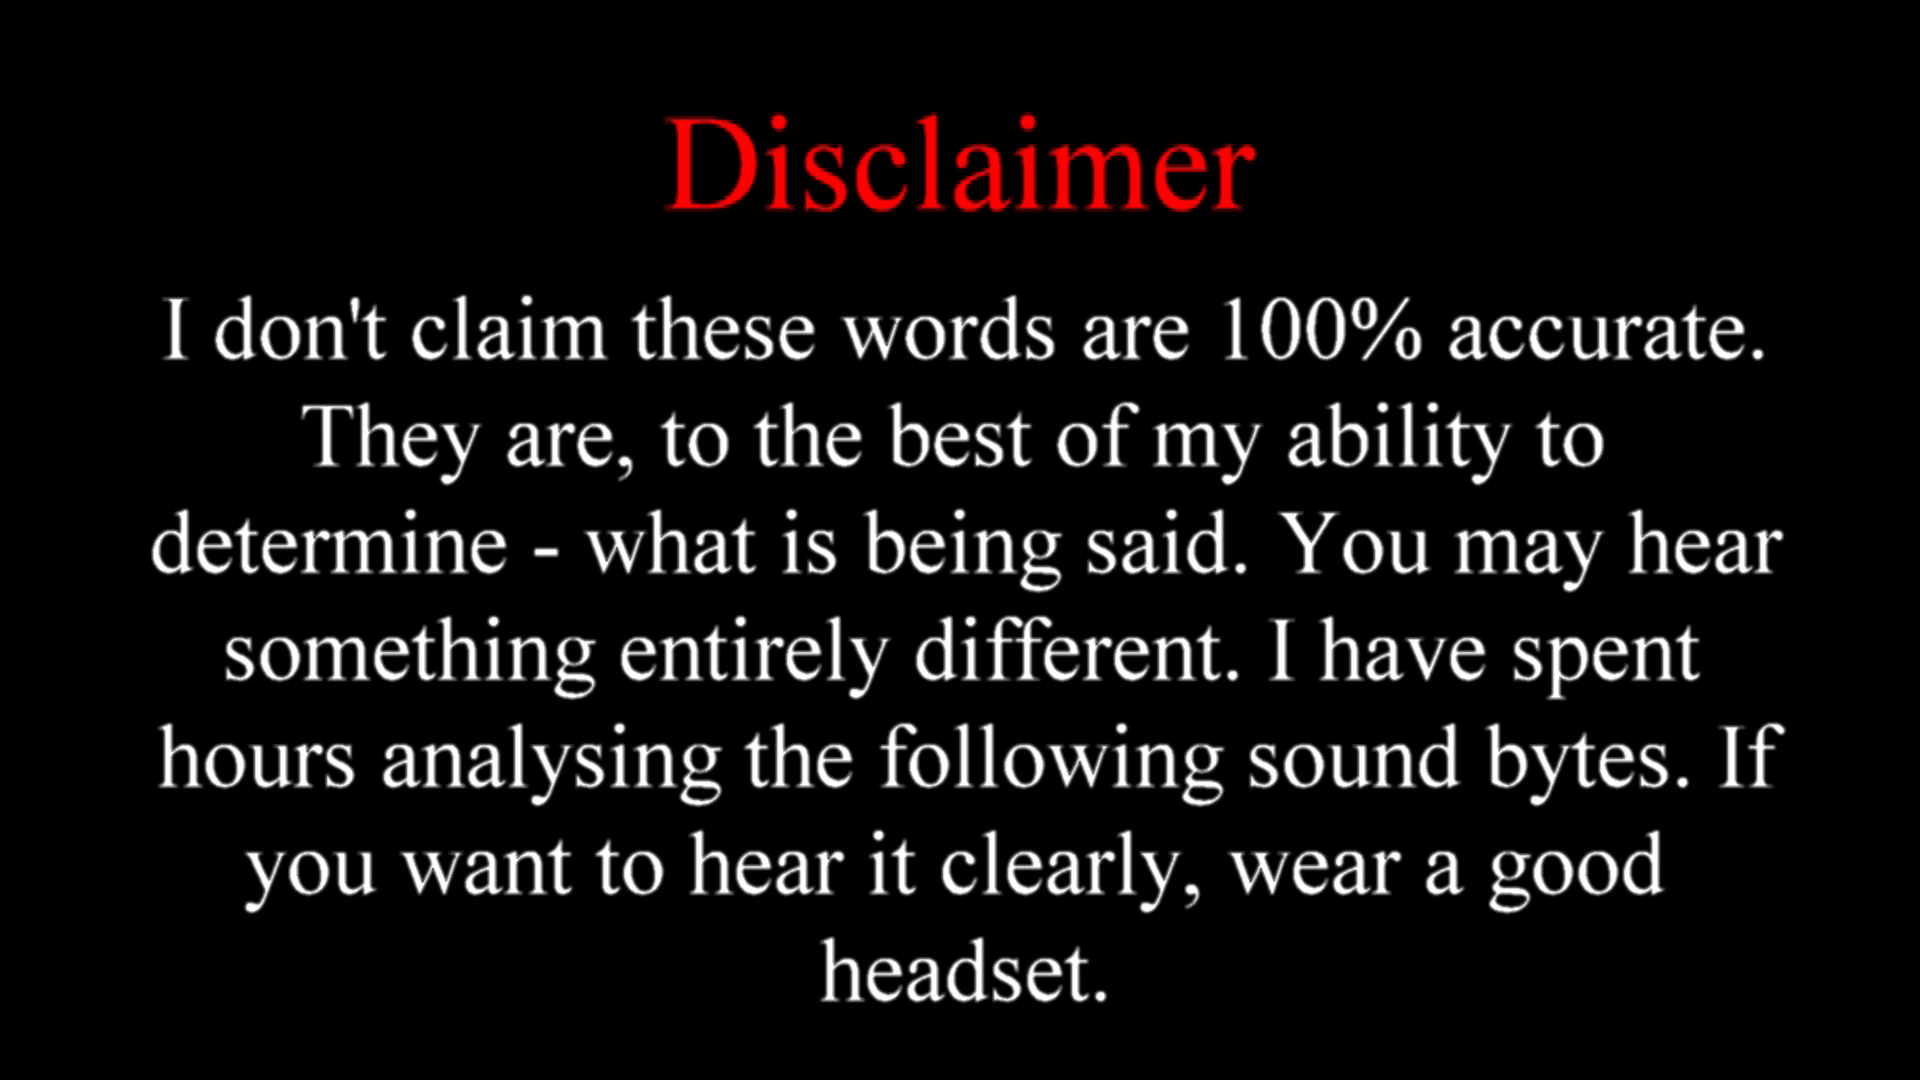 Disclaimer
I don't claim these words are 100% accurate.
They are, to the best of my ability to
determine - what is being said. You may hear
something entirely different. I have spent
hours analysing the following sound bytes. If
you want to hear it clearly, wear a good
headset.